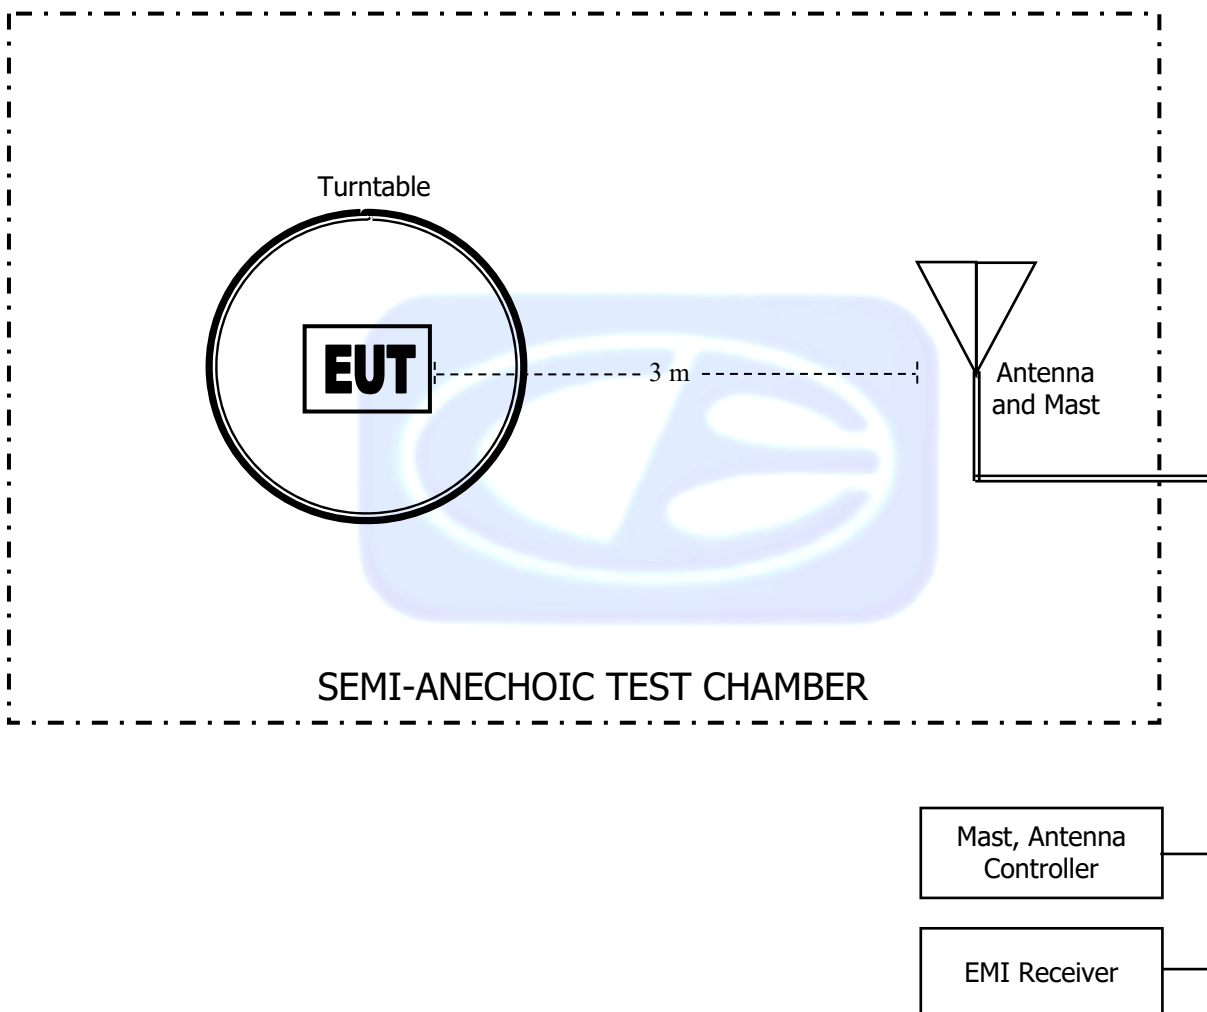 Turntable
EUT
3 m
Antenna
and Mast
SEMI-ANECHOIC TEST CHAMBER
Mast, Antenna
Controller
EMI Receiver